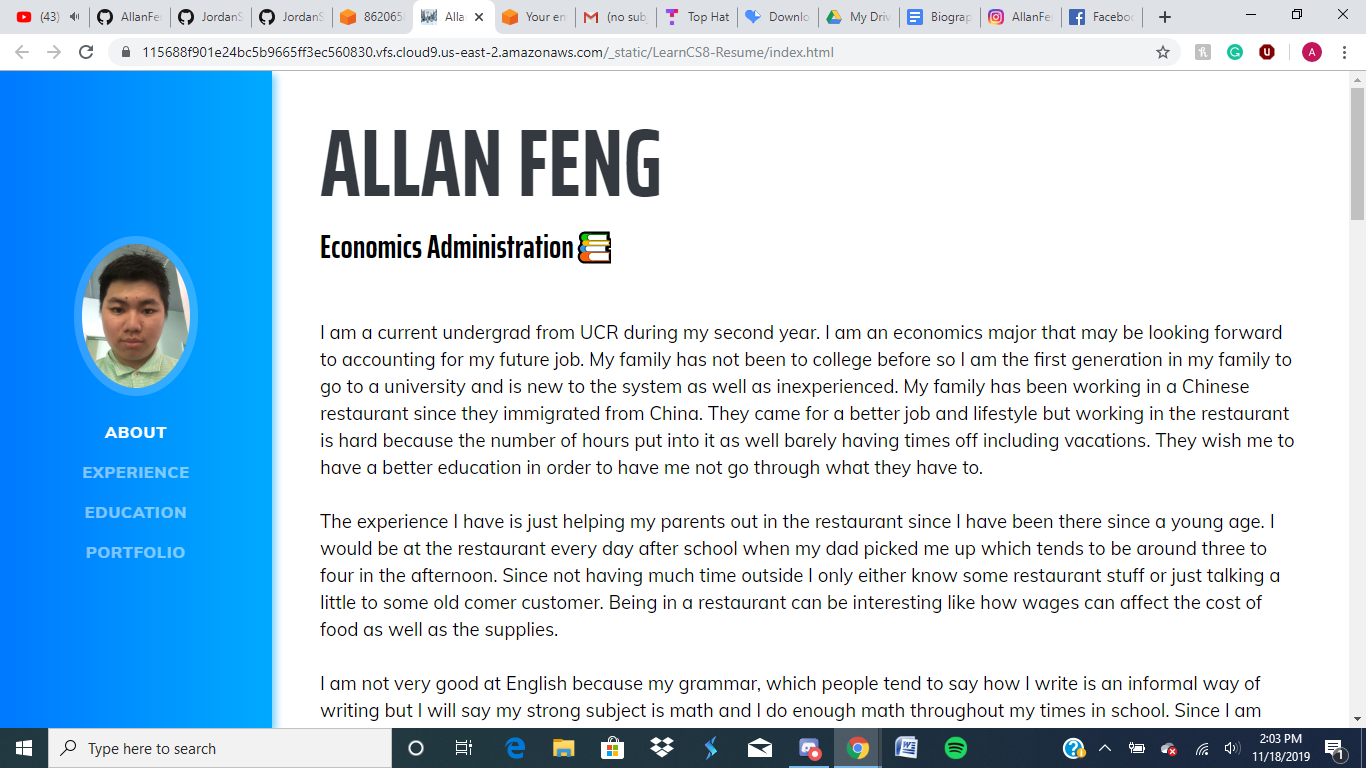 (43)
AllanFe
JordanS
JordanS
862065
Alla
Your en
(no sub
Top Hat
Downlo
My Driv
Biograp
AllanFe
Faceboo
115688f901e24bc5b9665ff3ec560830.vfs.cloud9.us-east-2.amazonaws.com/_static/LearnCS8-Resume/index.html
A
ALLAN FENG
Economics Administration
ABOUT
EXPERIENCE
EDUCATION
PORTFOLIO
I am a current undergrad from UCR during my second year. I am an economics major that may be looking forward
to accounting for my future job. My family has not been to college before so I am the first generation in my family to
go to a university and is new to the system as well as inexperienced. My family has been working in a Chinese
restaurant since they immigrated from China. They came for a better job and lifestyle but working in the restaurant
is hard because the number of hours put into it as well barely having times off including vacations. They wish me to
have a better education in order to have me not go through what they have to.
The experience I have is just helping my parents out in the restaurant since I have been there since a young age. I
would be at the restaurant every day after school when my dad picked me up which tends to be around three to
four in the afternoon. Since not having much time outside I only either know some restaurant stuff or just talking a
little to some old comer customer. Being in a restaurant can be interesting like how wages can affect the cost of
food as well as the supplies.
I am not very good at English because my grammar, which people tend to say how I write is an informal way of
writing but I will say my strong subject is math and I do enough math throughout my times in school. Since I am
Type here to search
2:03 PM
11/18/2019
1